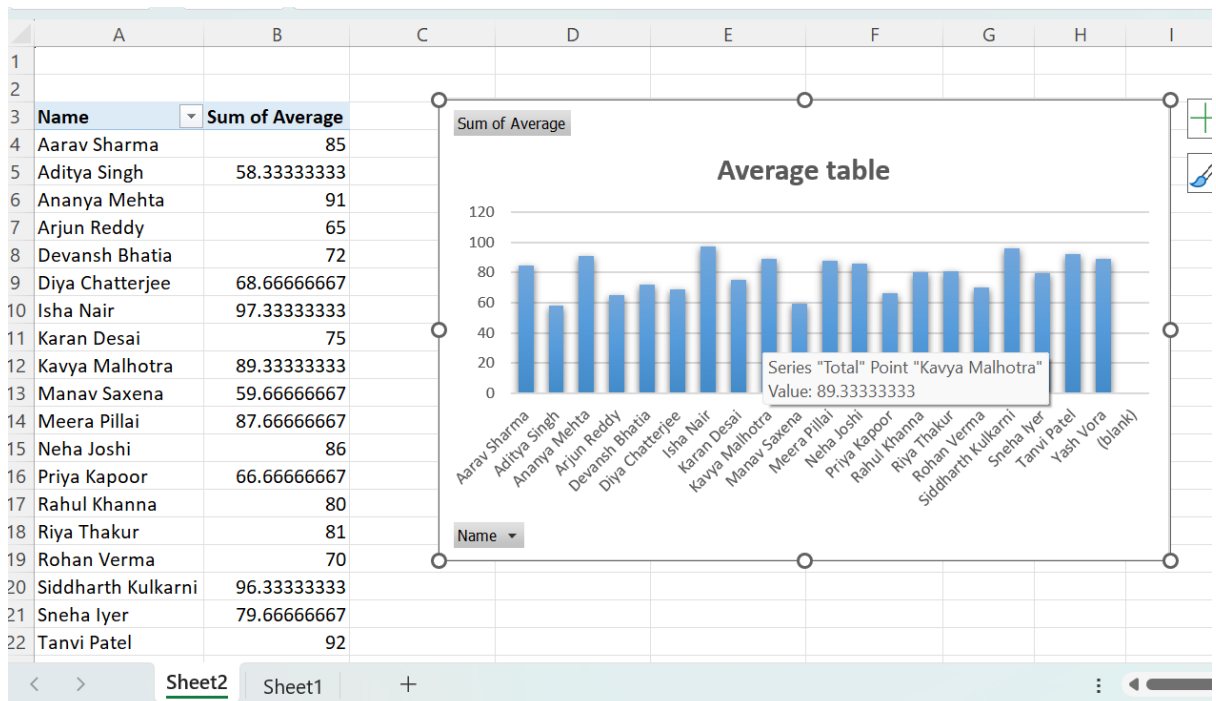 A B C D E F G H I
1
2
3 Name Sum of Average
4 Aarav Sharma 85
5 Aditya Singh 58.33333333
6 Ananya Mehta 91
7 Arjun Reddy 65
8 Devansh Bhatia 72
9 Diya Chatterjee 68.66666667
10 Isha Nair 97.33333333
11 Karan Desai 75
12 Kavya Malhotra 89.33333333
13 Manav Saxena 59.66666667
14 Meera Pillai 87.66666667
15 Neha Joshi 86
16 Priya Kapoor 66.66666667
17 Rahul Khanna 80
18 Riya Thakur 81
19 Rohan Verma 70
20 Siddharth Kulkarni 96.33333333
21 Sneha Iyer 79.66666667
22 Tanvi Patel 92
Sum of Average
Average table
120
100
80
60
40
20
0
Series "Total" Point "Kavya Malhotra"
Value: 89.33333333
Aarav Sharma
Aditya Singh
Ananya Mehta
Arjun Reddy
Devansh Bhatia
Diya Chatterjee
Isha Nair
Karan Desai
Kavya Malhotra
Manav Saxena
Meera Pillai
Neha Joshi
Priya Kapoor
Rahul Khanna
Riya Thakur
Rohan Verma
Siddharth Kulkarni
Sneha Iyer
Tanvi Patel
Yash Vora
(blank)
Name
Sheet2 Sheet1